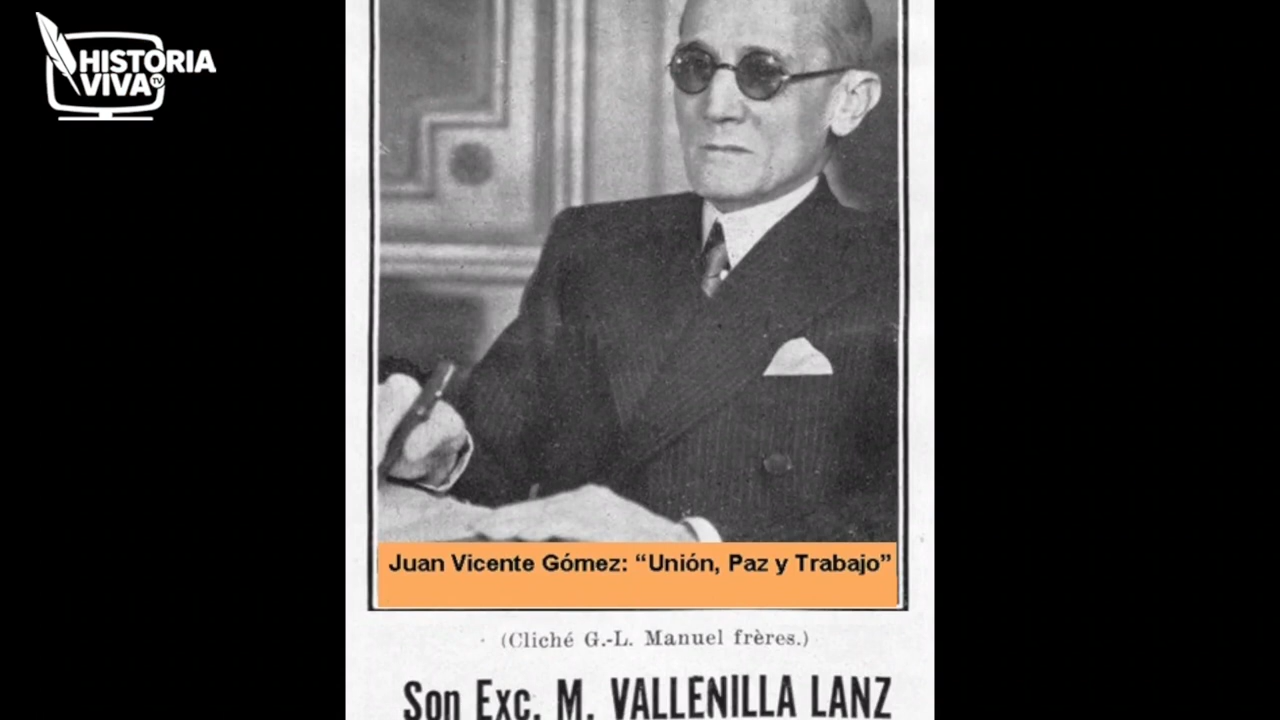 HISTORIA
VIVA TV
Juan Vicente Gómez: “Unión, Paz y Trabajo”
(Cliché G.-L. Manuel frères.)
Son Exc. M. VALLENILLA LANZ